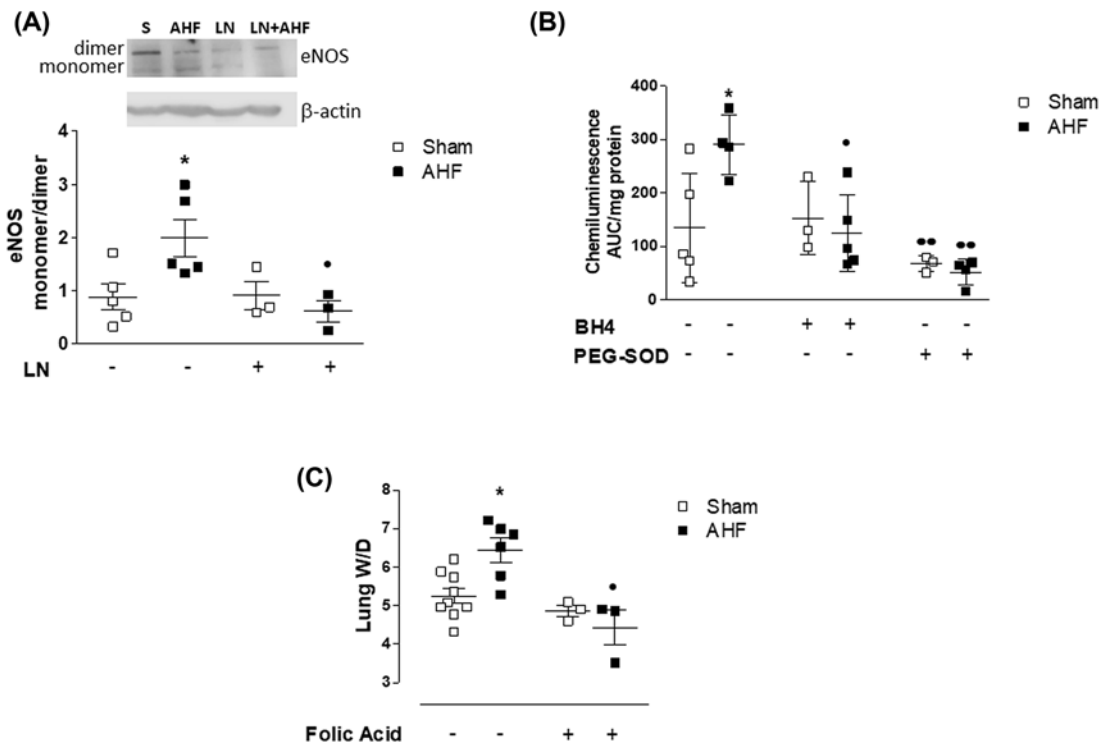 (A)
S AHF LN LN+AHF
dimer
monomer
eNOS
β-actin
4
3
2
1
0
eNOS
monomer/dimer
*
•
Sham
AHF
LN - - + +
(B)
400
300
200
100
0
Chemiluminescence
AUC/mg protein
*
•
•• ••
Sham
AHF
BH4 - - + + - -
PEG-SOD - - - - + +
(C)
8
7
6
5
4
3
Lung W/D
*
•
Sham
AHF
Folic Acid - - + +